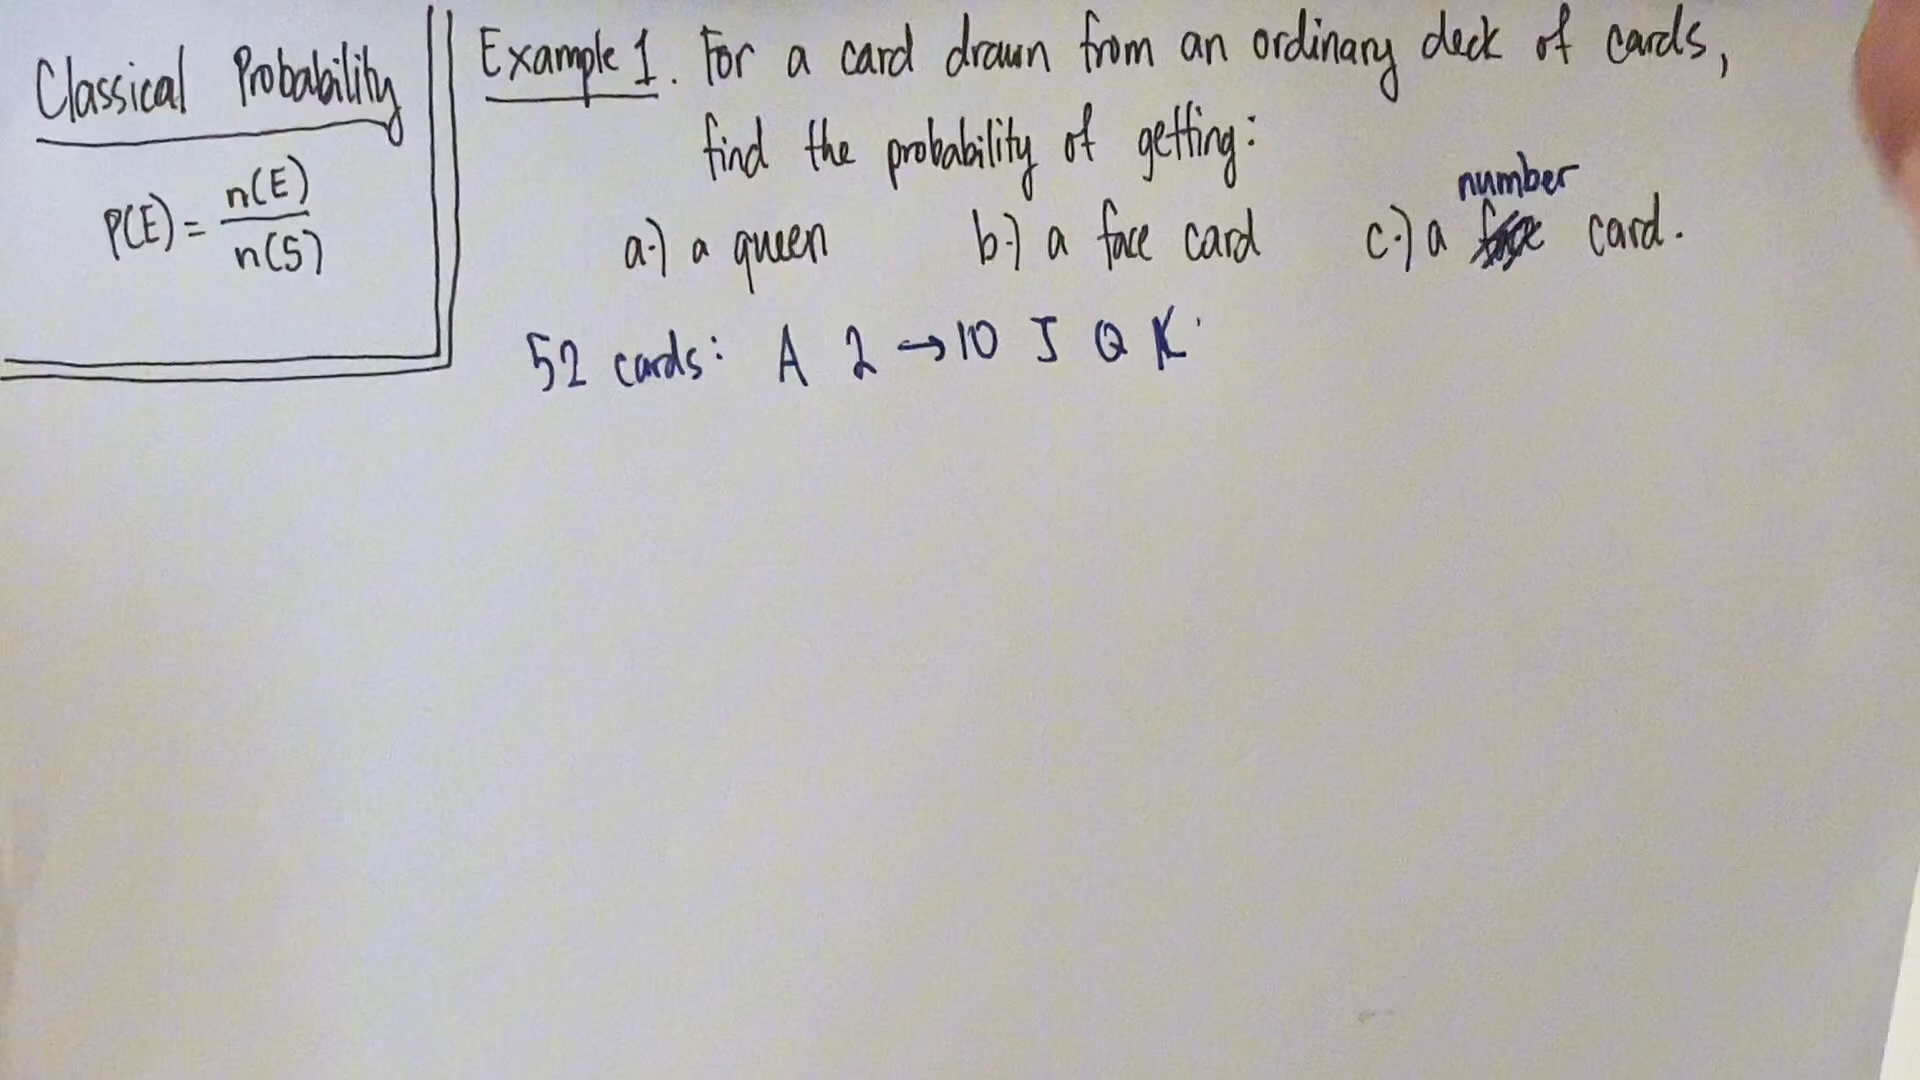 Classical Probability
P(E) = n(E) / n(S)
Example 1. For a card drawn from an ordinary deck of cards,
find the probability of getting:
a.) a queen b.) a face card c.) a number card.
52 cards: A 2 → 10 J Q K